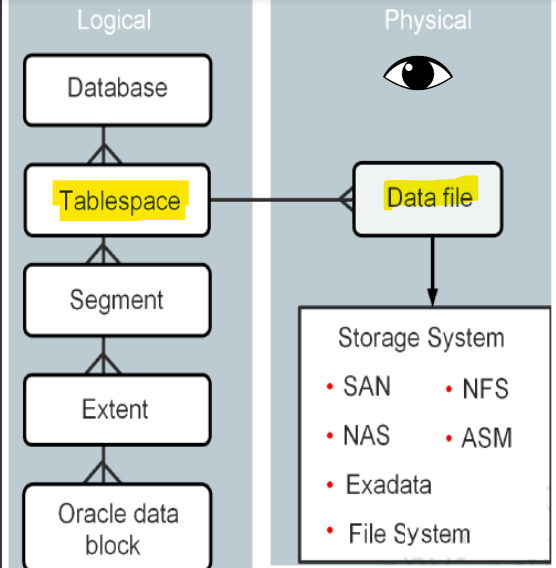 Logical
Physical
Database
Tablespace
Data file
Segment
Storage System
• SAN
• NFS
Extent
• NAS
• ASM
• Exadata
Oracle data
block
• File System